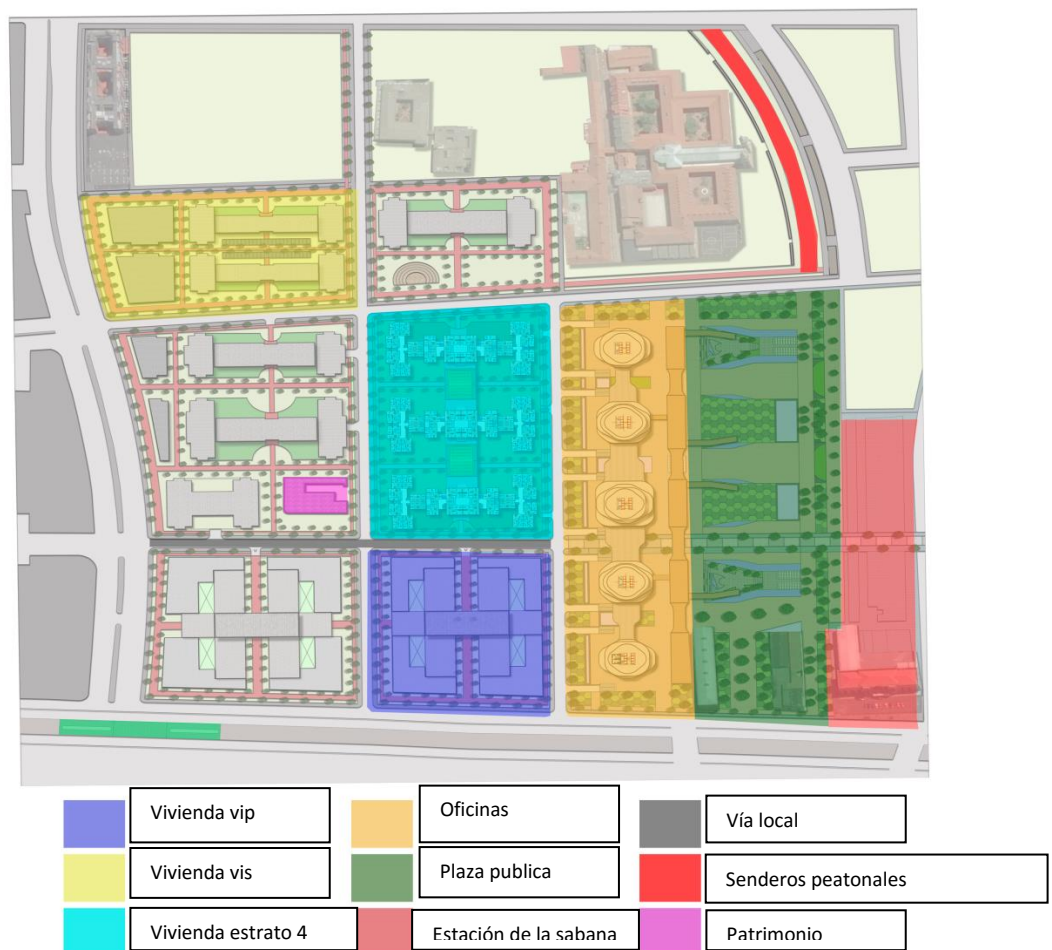 Vivienda vip
Oficinas
Vía local
Vivienda vis
Plaza publica
Senderos peatonales
Vivienda estrato 4
Estación de la sabana
Patrimonio